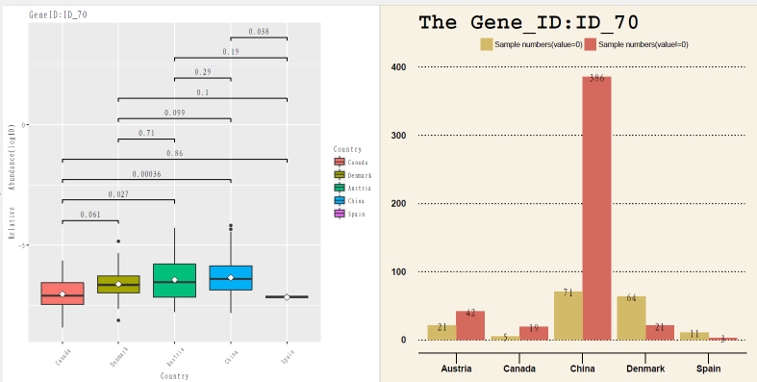 GeneID:ID_70
0.038
0.19
0.29
0.1
0.099
0.71
0.86
0.00036
0.027
0.061
0
-5
Relative Abundance(log10)
Canada
Denmark
Austria
China
Spain
Country
Country
Canada
Denmark
Austria
China
Spain
The Gene_ID:ID_70
Sample numbers(value=0) Sample numbers(value!=0)
400
300
200
100
0
21
42
5
19
71
386
64
21
11
3
Austria Canada China Denmark Spain